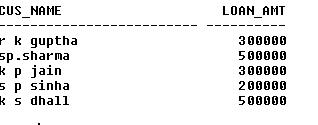 CUS_NAME LOAN_AMT
------------------------- ----------
r k guptha 300000
sp.sharma 500000
k p jain 300000
s p sinha 200000
k s dhall 500000